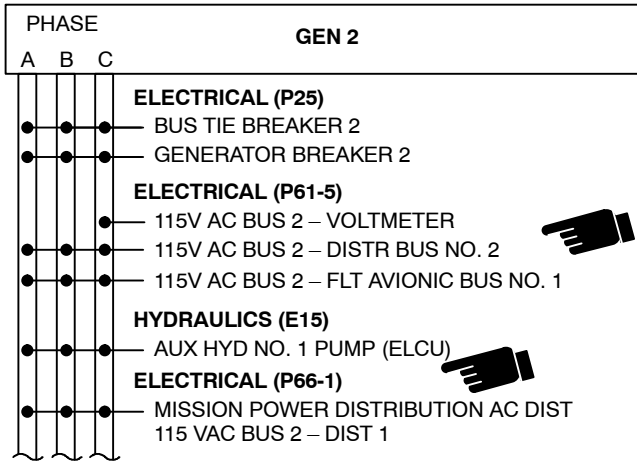 PHASE
GEN 2
A B C
ELECTRICAL (P25)
BUS TIE BREAKER 2
GENERATOR BREAKER 2
ELECTRICAL (P61-5)
115V AC BUS 2 – VOLTMETER
115V AC BUS 2 – DISTR BUS NO. 2
115V AC BUS 2 – FLT AVIONIC BUS NO. 1
HYDRAULICS (E15)
AUX HYD NO. 1 PUMP (ELCU)
ELECTRICAL (P66-1)
MISSION POWER DISTRIBUTION AC DIST
115 VAC BUS 2 – DIST 1